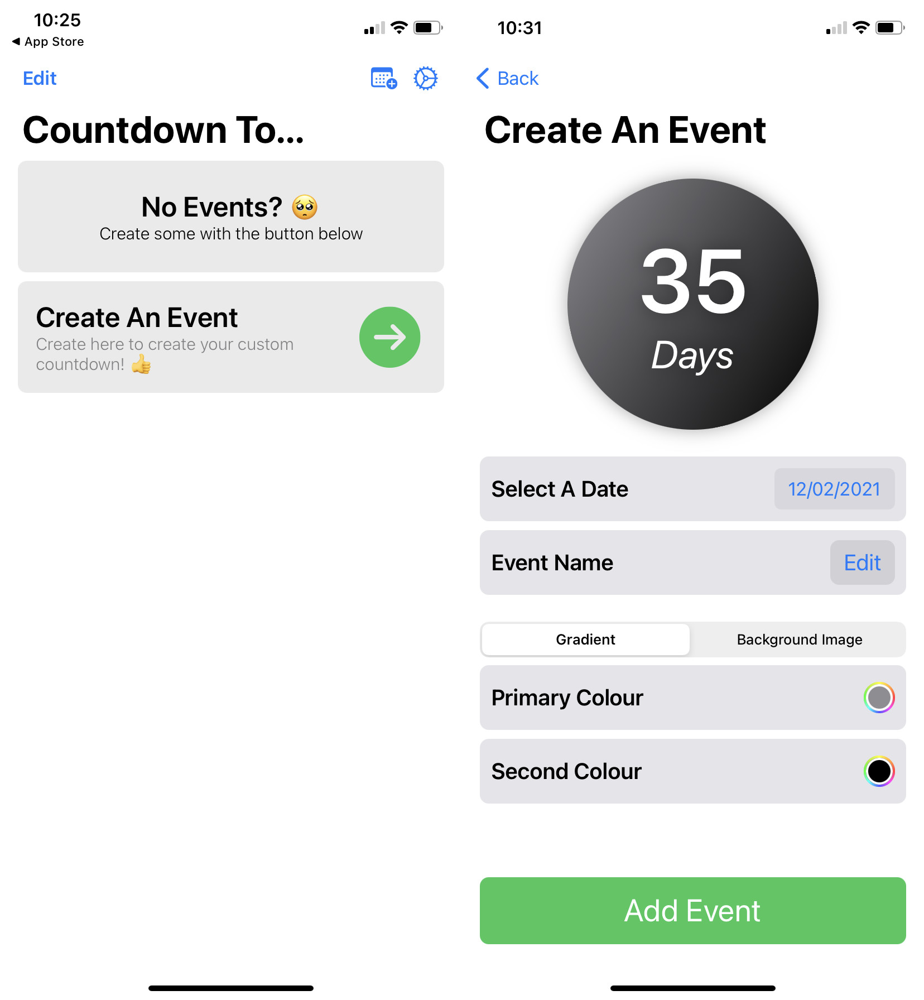 10:25
◀ App Store
Edit
Countdown To...
No Events? 🥺
Create some with the button below
Create An Event
Create here to create your custom
countdown! 👍
10:31
Back
Create An Event
35
Days
Select A Date
12/02/2021
Event Name
Edit
Gradient
Background Image
Primary Colour
Second Colour
Add Event